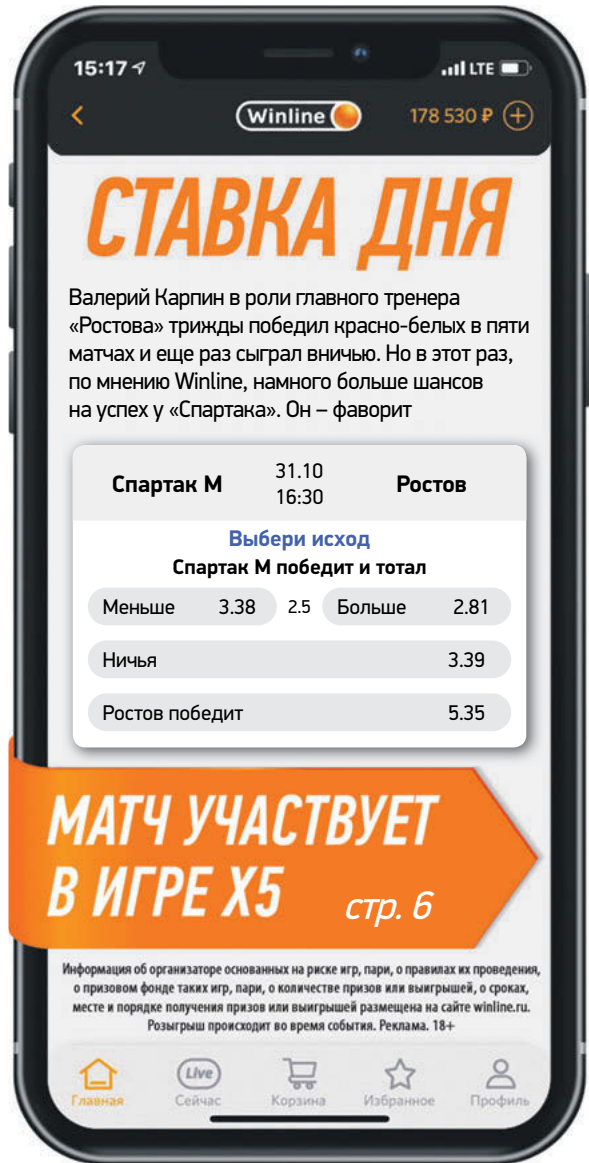 15:17
LTE
Winline
178 530 ₽
СТАВКА ДНЯ
Валерий Карпин в роли главного тренера
«Ростова» трижды победил красно-белых в пяти
матчах и еще раз сыграл вничью. Но в этот раз,
по мнению Winline, намного больше шансов
на успех у «Спартака». Он – фаворит
Спартак М 31.10 Ростов
16:30
Выбери исход
Спартак М победит и тотал
Меньше 3.38 2.5 Больше 2.81
Ничья 3.39
Ростов победит 5.35
МАТЧ УЧАСТВУЕТ
В ИГРЕ Х5 стр. 6
Информация об организаторе основанных на риске игр, пари, о правилах их проведения,
о призовом фонде таких игр, пари, о количестве призов или выигрышей, о сроках,
месте и порядке получения призов или выигрышей размещена на сайте winline.ru.
Розыгрыш происходит во время события. Реклама. 18+
Live
Главная Сейчас Корзина Избранное Профиль